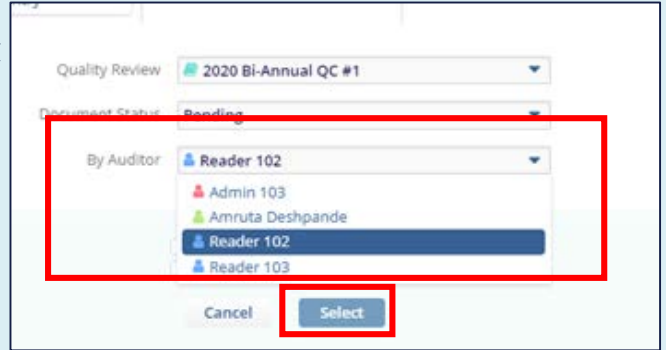 Quality Review 2020 Bi-Annual QC #1
Document Status Pending
By Auditor Reader 102
Admin 103
Amruta Deshpande
Reader 102
Reader 103
Cancel Select